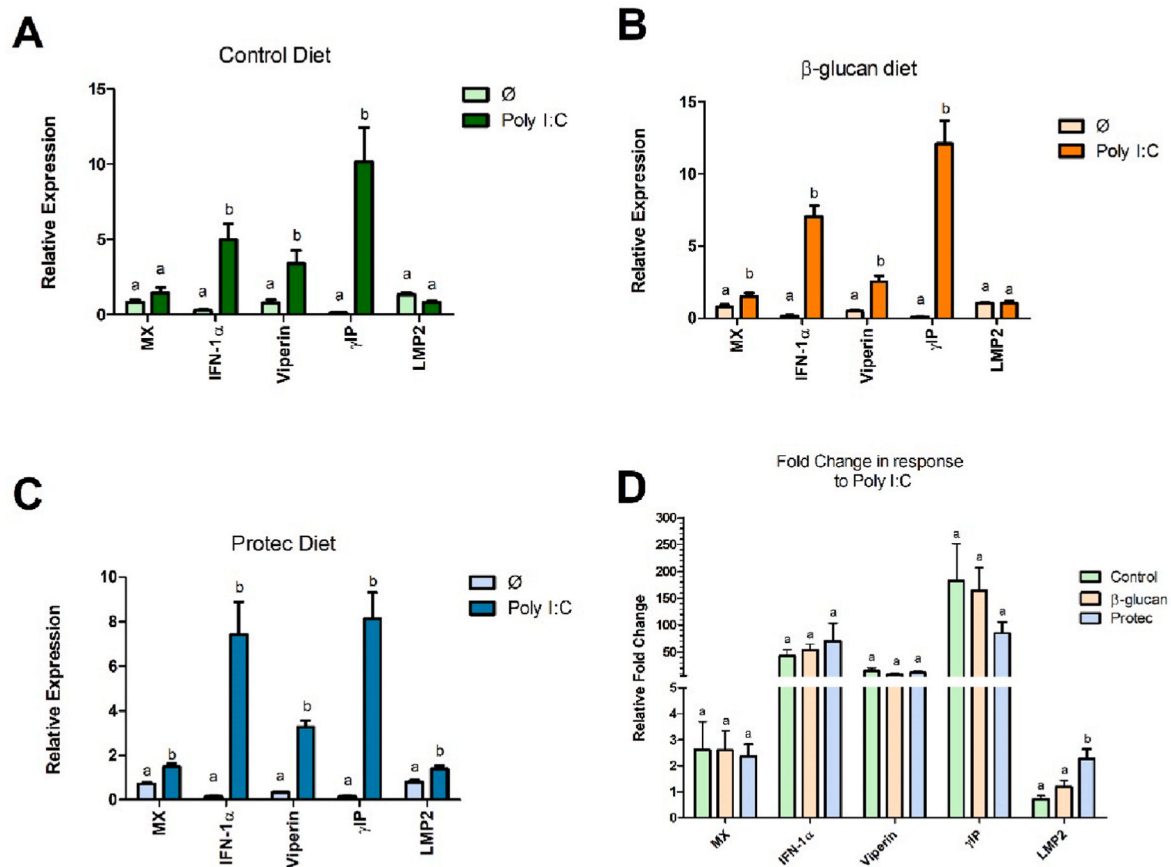 A
Control Diet
Ø
Poly I:C
Relative Expression
15
10
5
0
a
a
a
b
a
b
a
b
a
a
MX
IFN-1α
Viperin
γIP
LMP2
B
β-glucan diet
Ø
Poly I:C
Relative Expression
15
10
5
0
a
b
a
b
a
b
a
b
a
a
MX
IFN-1α
Viperin
γIP
LMP2
C
Protec Diet
Ø
Poly I:C
Relative Expression
10
8
6
4
2
0
a
b
a
b
a
b
a
b
a
b
MX
IFN-1α
Viperin
γIP
LMP2
D
Fold Change in response
to Poly I:C
Control
β-glucan
Protec
Relative Fold Change
300
250
200
150
100
50
5
4
3
2
1
0
a
a
a
a
a
a
a
a
a
a
a
a
a
a
b
MX
IFN-1α
Viperin
γIP
LMP2